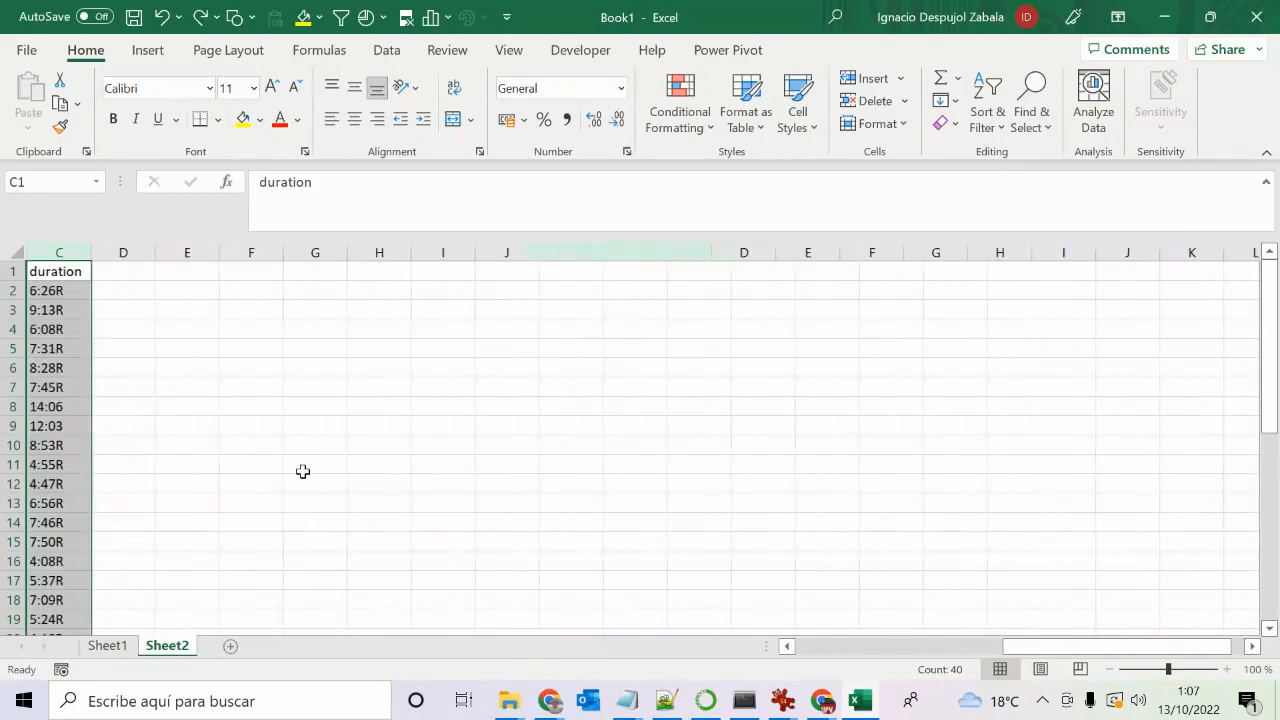 AutoSave Off Book1 - Excel Ignacio Despujol Zabala ID
File Home Insert Page Layout Formulas Data Review View Developer Help Power Pivot Comments Share
Paste Calibri 11 General Conditional Formatting Format as Table Cell Styles Insert Delete Format Sort & Filter Find & Select Analyze Data Sensitivity
Clipboard Font Alignment Number Styles Cells Editing Analysis Sensitivity
C1 fx duration
C D E F G H I J D E F G H I J K L
1 duration
2 6:26R
3 9:13R
4 6:08R
5 7:31R
6 8:28R
7 7:45R
8 14:06
9 12:03
10 8:53R
11 4:55R
12 4:47R
13 6:56R
14 7:46R
15 7:50R
16 4:08R
17 5:37R
18 7:09R
19 5:24R
Sheet1 Sheet2
Ready Count: 40 100 %
Escribe aquí para buscar 18°C 1:07
13/10/2022 1